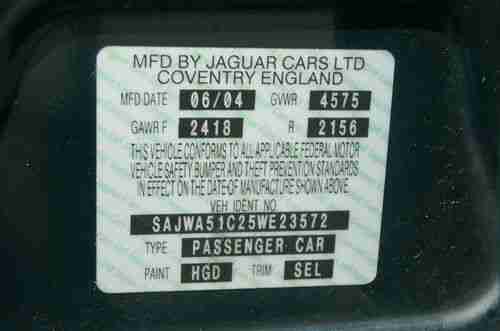 MFD BY JAGUAR CARS LTD
COVENTRY ENGLAND
MFD DATE 06/04 GVWR 4575
GAWR F 2418 R 2156
THIS VEHICLE CONFORMS TO ALL APPLICABLE FEDERAL MOTOR
VEHICLE SAFETY BUMPER AND THEFT PREVENTION STANDARDS
IN EFFECT ON THE DATE OF MANUFACTURE SHOWN ABOVE.
VEH IDENT NO
SAJWA51C25WE23572
TYPE PASSENGER CAR
PAINT HGD TRIM SEL